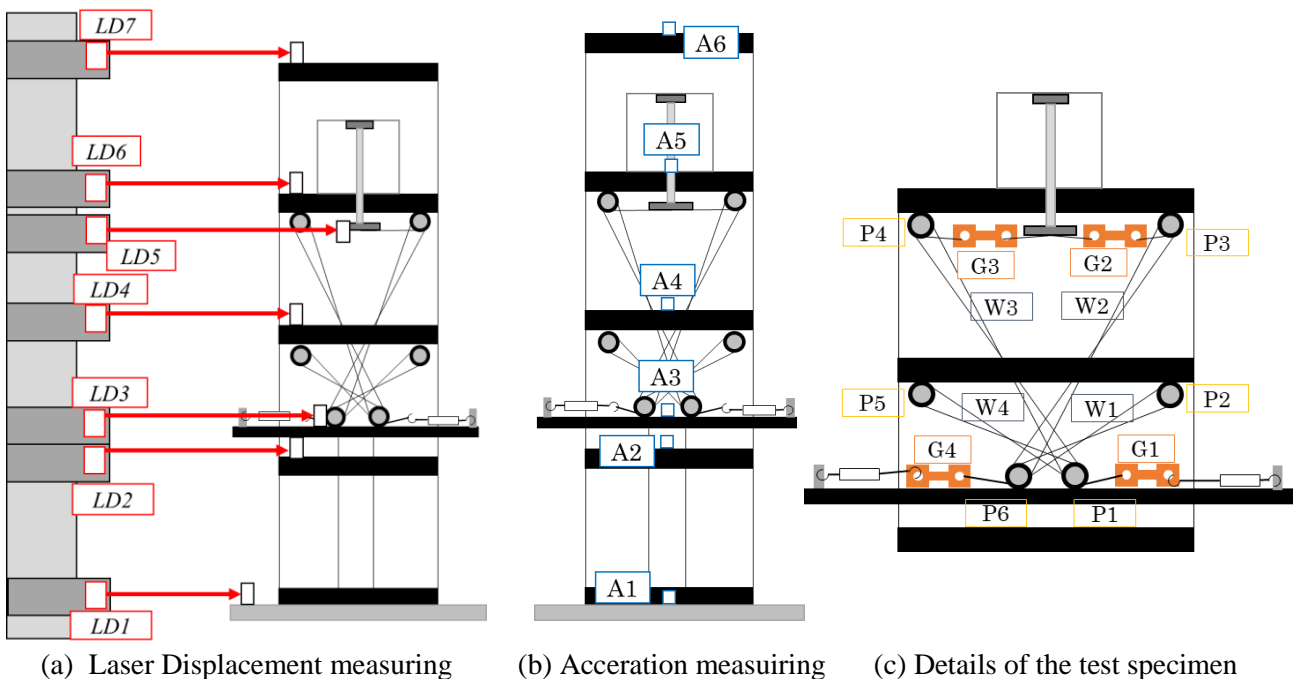 LD7
LD6
LD5
LD4
LD3
LD2
LD1
A6
A5
A4
A3
A2
A1
P4
P3
G3
G2
W3
W2
P5
P2
W4
W1
G4
G1
P6
P1
(a) Laser Displacement measuring
(b) Acceration measuiring
(c) Details of the test specimen